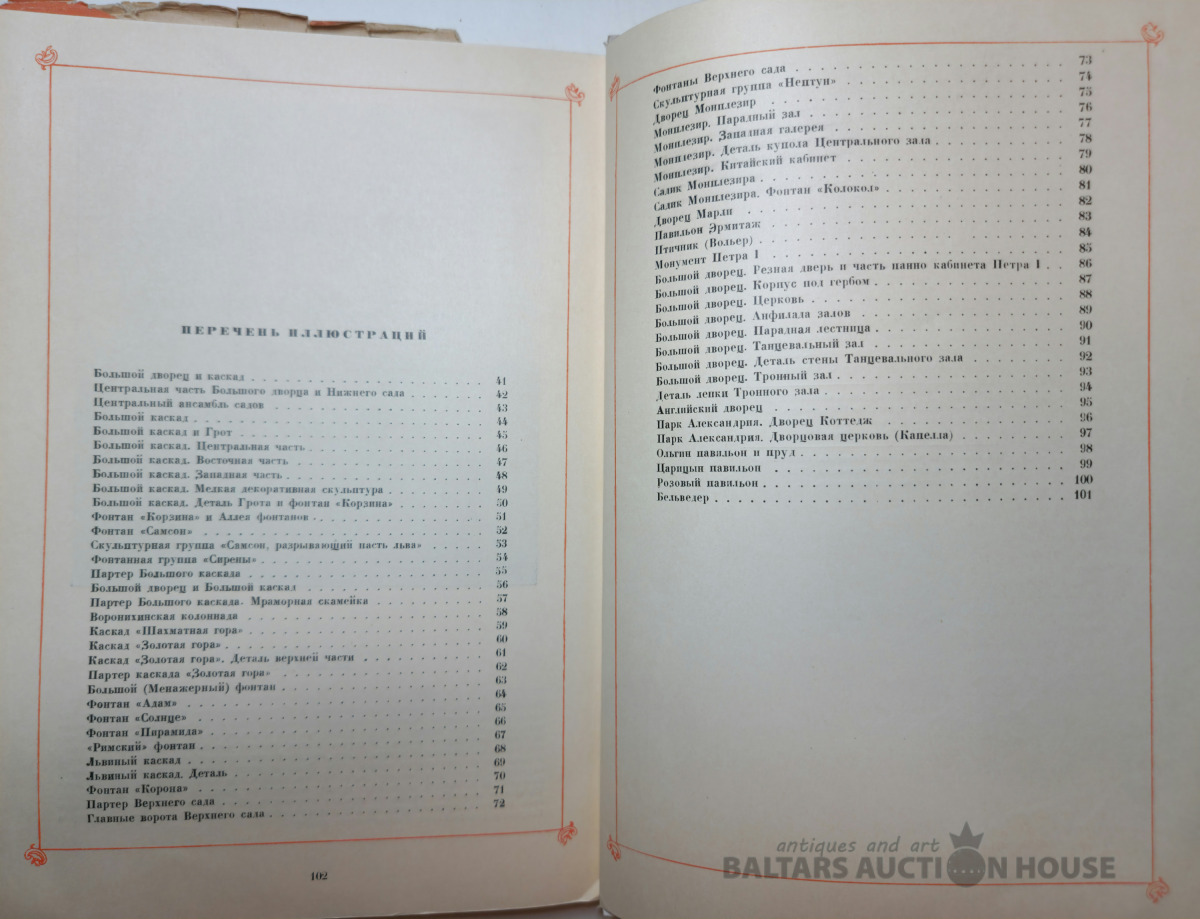 ПЕРЕЧЕНЬ ИЛЛЮСТРАЦИЙ
Большой дворец и каскад 41
Центральная часть Большого дворца и Нижнего сада 42
Центральный ансамбль садов 43
Большой каскад 44
Большой каскад и Грот 45
Большой каскад. Центральная часть 46
Большой каскад. Восточная часть 47
Большой каскад. Западная часть 48
Большой каскад. Мелкая декоративная скульптура 49
Большой каскад. Деталь Грота и фонтан «Корзина» 50
Фонтан «Корзина» и Аллея фонтанов 51
Фонтан «Самсон» 52
Скульптурная группа «Самсон, разрывающий пасть льва» 53
Фонтанная группа «Сирены» 54
Партер Большого каскада 55
Большой дворец и Большой каскад 56
Партер Большого каскада. Мраморная скамейка 57
Воронихинская колоннада 58
Каскад «Шахматная гора» 59
Каскад «Золотая гора» 60
Каскад «Золотая гора». Деталь верхней части 61
Партер каскада «Золотая гора» 62
Большой (Менажерный) фонтан 63
Фонтан «Адам» 64
Фонтан «Солнце» 65
Фонтан «Пирамида» 66
«Римский» фонтан 67
Львиный каскад 68
Львиный каскад. Деталь 69
Фонтан «Корона» 70
Партер Верхнего сада 71
Главные ворота Верхнего сада 72
102
Фонтаны Верхнего сада 73
Скульптурная группа «Нептун» 74
Дворец Монплезир 75
Монплезир. Парадный зал 76
Монплезир. Западная галерея 77
Монплезир. Деталь купола Центрального зала 78
Монплезир. Китайский кабинет 79
Садик Монплезира 80
Садик Монплезира. Фонтан «Колокол» 81
Дворец Марли 82
Павильон Эрмитаж 83
Птичник (Вольер) 84
Монумент Петра I 85
Большой дворец. Резная дверь и часть панно кабинета Петра I 86
Большой дворец. Корпус под гербом 87
Большой дворец. Церковь 88
Большой дворец. Анфилада залов 89
Большой дворец. Парадная лестница 90
Большой дворец. Танцевальный зал 91
Большой дворец. Деталь стены Танцевального зала 92
Большой дворец. Тронный зал 93
Деталь лепки Тронного зала 94
Английский дворец 95
Парк Александрия. Дворец Коттедж 96
Парк Александрия. Дворцовая церковь (Капелла) 97
Ольгин павильон и пруд 98
Царицын павильон 99
Розовый павильон 100
Бельведер 101
antiques and art
BALTARS AUCTION HOUSE